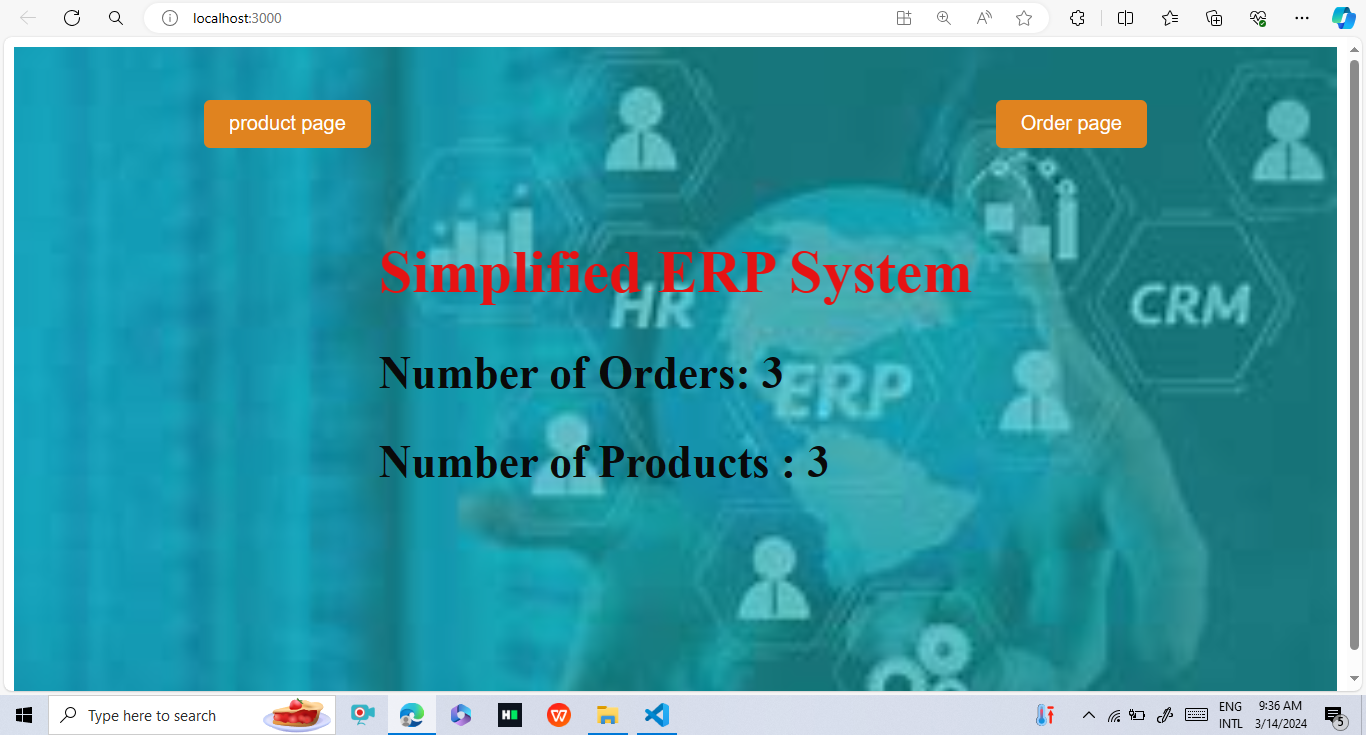 localhost:3000
product page
Order page
Simplified ERP System
HR
CRM
Number of Orders: 3
ERP
Number of Products : 3
Type here to search
ENG
INTL
9:36 AM
3/14/2024
5